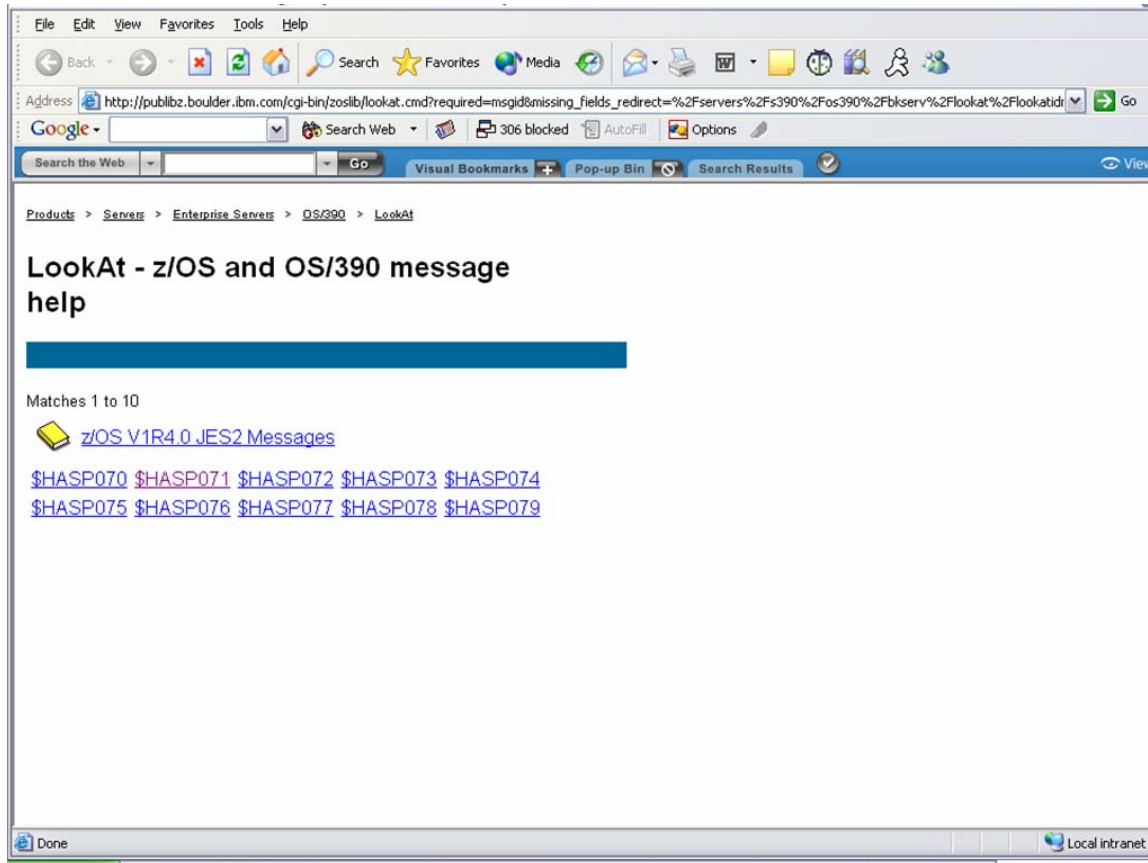 File Edit View Favorites Tools Help
Back Search Favorites Media
Address http://publibz.boulder.ibm.com/cgi-bin/zoslib/lookat.cmd?required=msgid&missing_fields_redirect=%2Fservers%2Fs390%2Fos390%2Fbkserv%2Flookat%2Flookatidr Go
Google Search Web 306 blocked AutoFill Options
Search the Web Go Visual Bookmarks Pop-up Bin Search Results View
Products > Servers > Enterprise Servers > OS/390 > LookAt
LookAt - z/OS and OS/390 message
help
Matches 1 to 10
z/OS V1R4.0 JES2 Messages
$HASP070 $HASP071 $HASP072 $HASP073 $HASP074
$HASP075 $HASP076 $HASP077 $HASP078 $HASP079
Done Local intranet